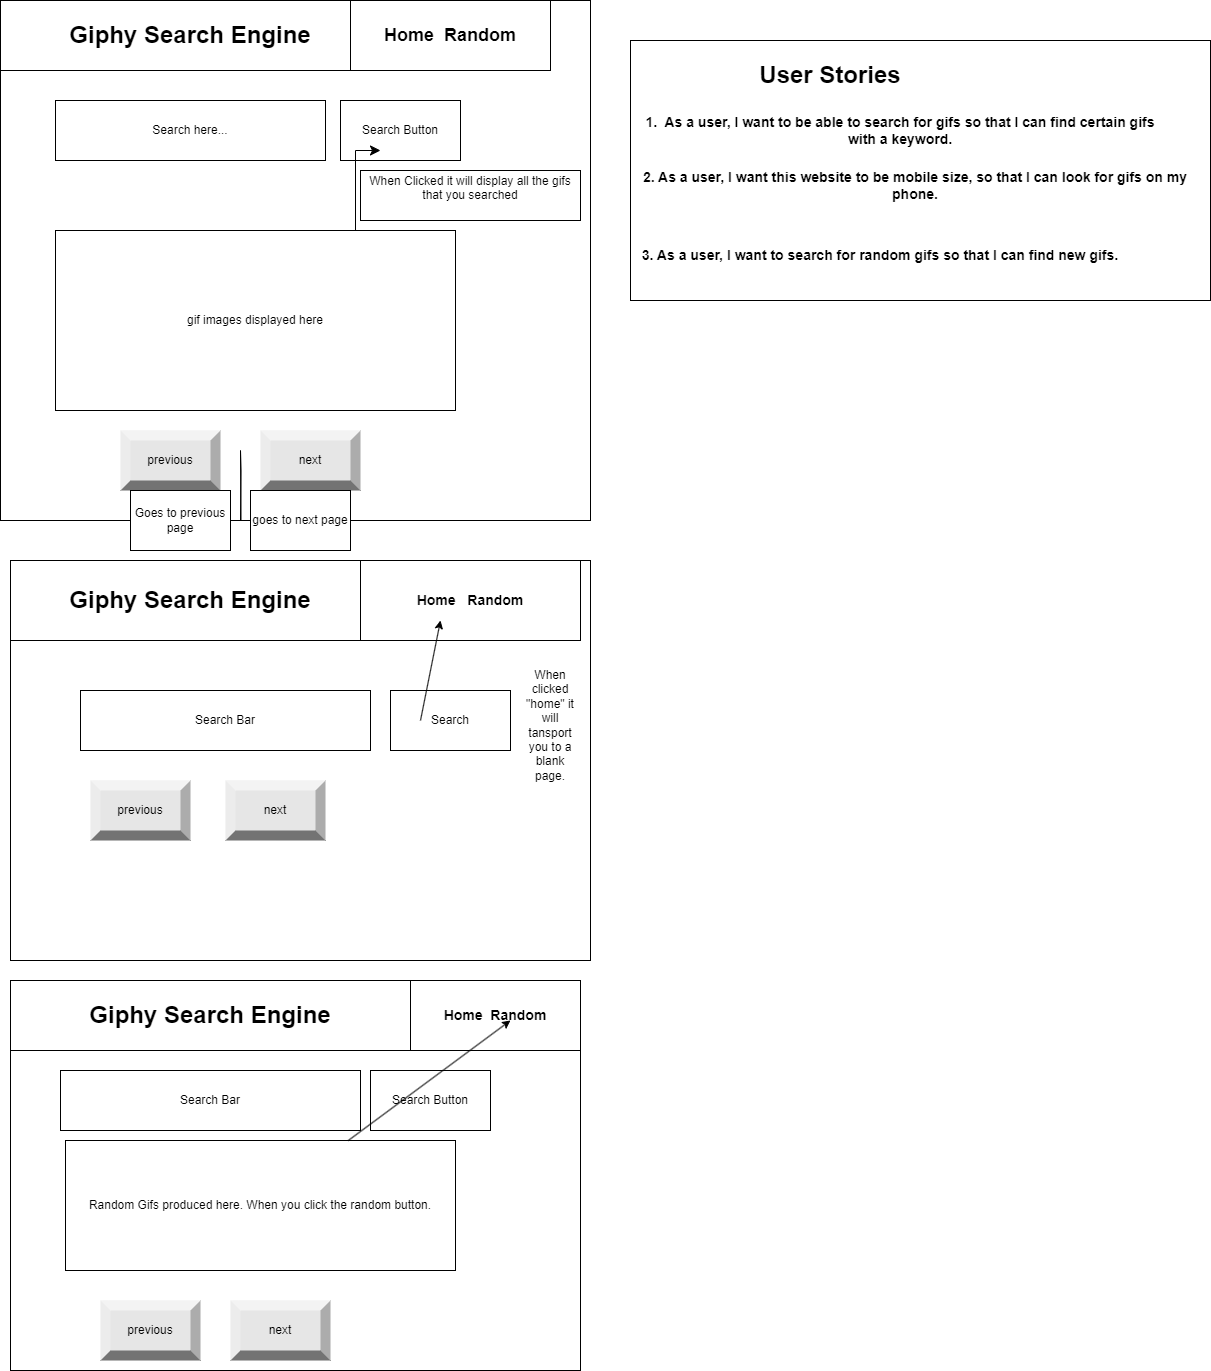 Giphy Search Engine
Home Random
Search here...
Search Button
When Clicked it will display all the gifs
that you searched
gif images displayed here
previous
next
Goes to previous
page
goes to next page
User Stories
1. As a user, I want to be able to search for gifs so that I can find certain gifs
with a keyword.
2. As a user, I want this website to be mobile size, so that I can look for gifs on my
phone.
3. As a user, I want to search for random gifs so that I can find new gifs.
Giphy Search Engine
Home Random
Search Bar
Search
When
clicked
"home" it
will
tansport
you to a
blank
page.
previous
next
Giphy Search Engine
Home Random
Search Bar
Search Button
Random Gifs produced here. When you click the random button.
previous
next